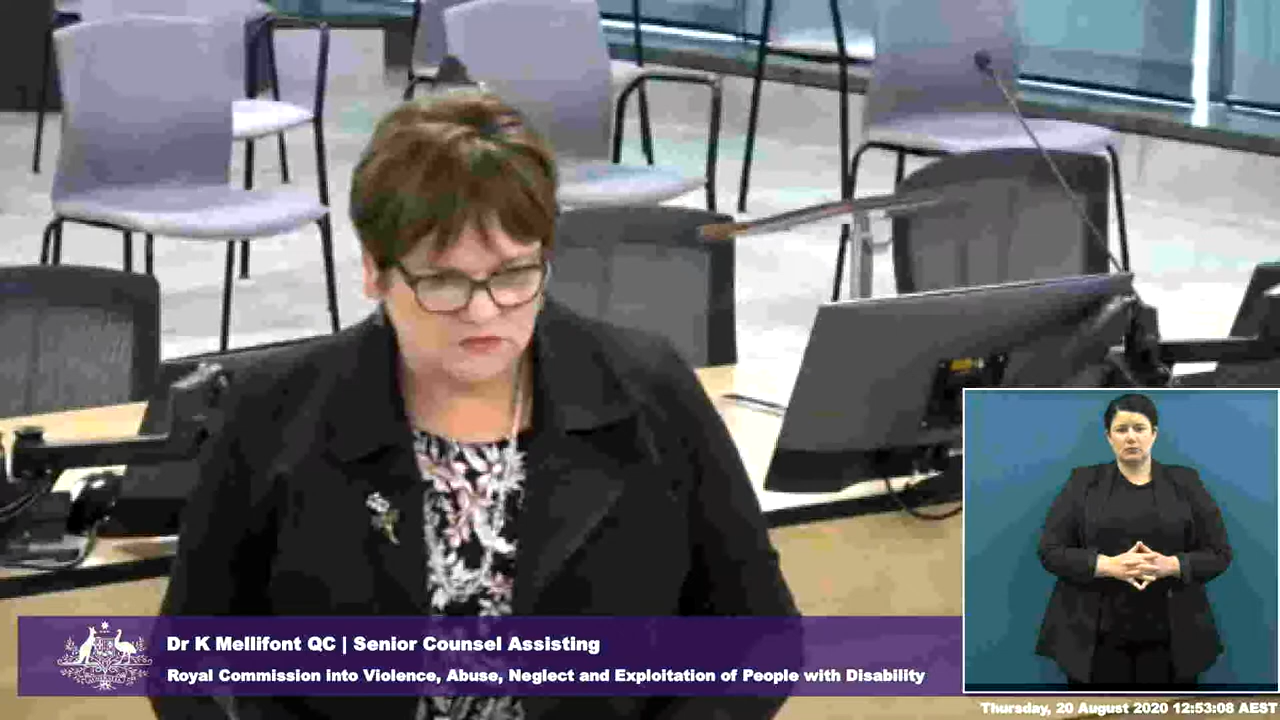 Dr K Mellifont QC | Senior Counsel Assisting
Royal Commission into Violence, Abuse, Neglect and Exploitation of People with Disability
Thursday, 20 August 2020 12:53:08 AEST